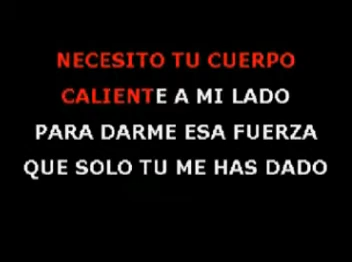 NECESITO TU CUERPO
CALIENTE A MI LADO
PARA DARME ESA FUERZA
QUE SOLO TU ME HAS DADO